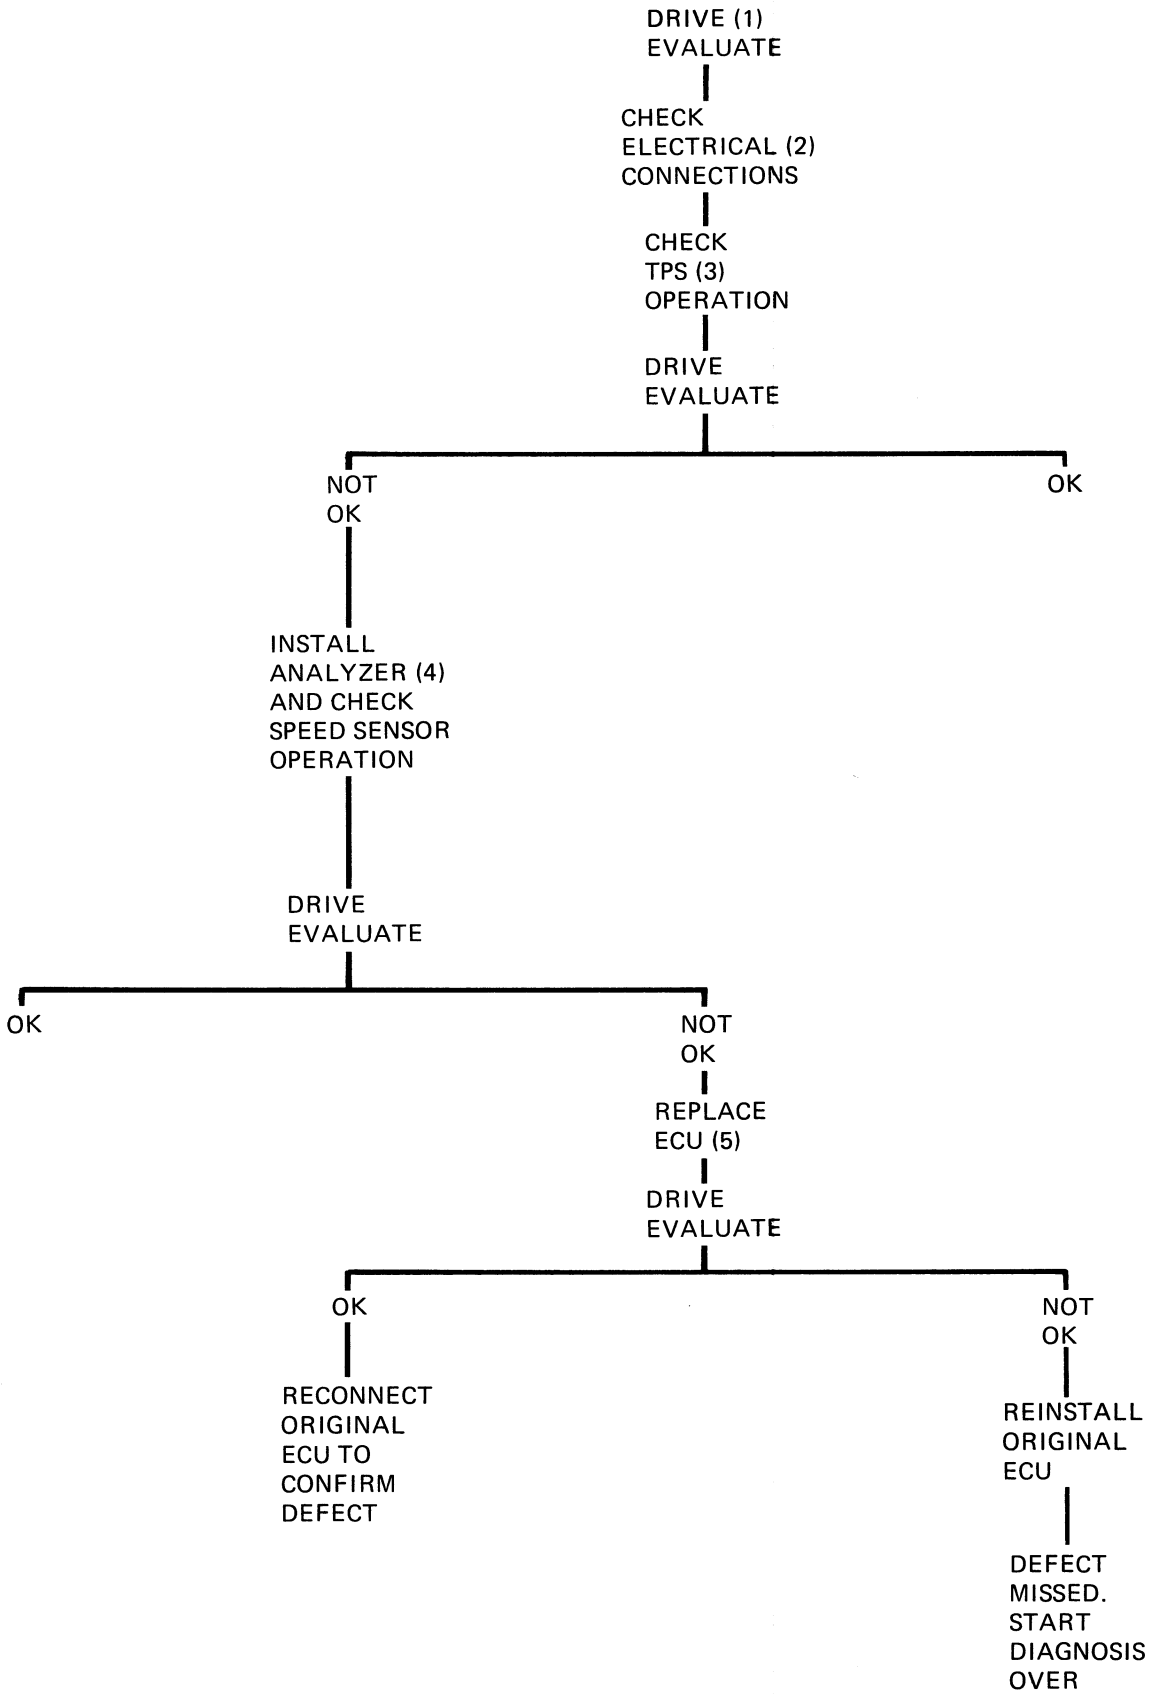 DRIVE (1)
EVALUATE
CHECK
ELECTRICAL (2)
CONNECTIONS
CHECK
TPS (3)
OPERATION
DRIVE
EVALUATE
NOT
OK
OK
INSTALL
ANALYZER (4)
AND CHECK
SPEED SENSOR
OPERATION
DRIVE
EVALUATE
OK
NOT
OK
REPLACE
ECU (5)
DRIVE
EVALUATE
OK
RECONNECT
ORIGINAL
ECU TO
CONFIRM
DEFECT
NOT
OK
REINSTALL
ORIGINAL
ECU
DEFECT
MISSED.
START
DIAGNOSIS
OVER